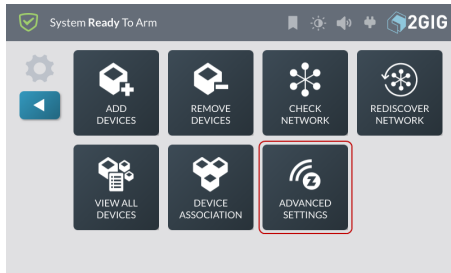 System Ready To Arm
2GIG
ADD
DEVICES
REMOVE
DEVICES
CHECK
NETWORK
REDISCOVER
NETWORK
VIEW ALL
DEVICES
DEVICE
ASSOCIATION
Z
ADVANCED
SETTINGS